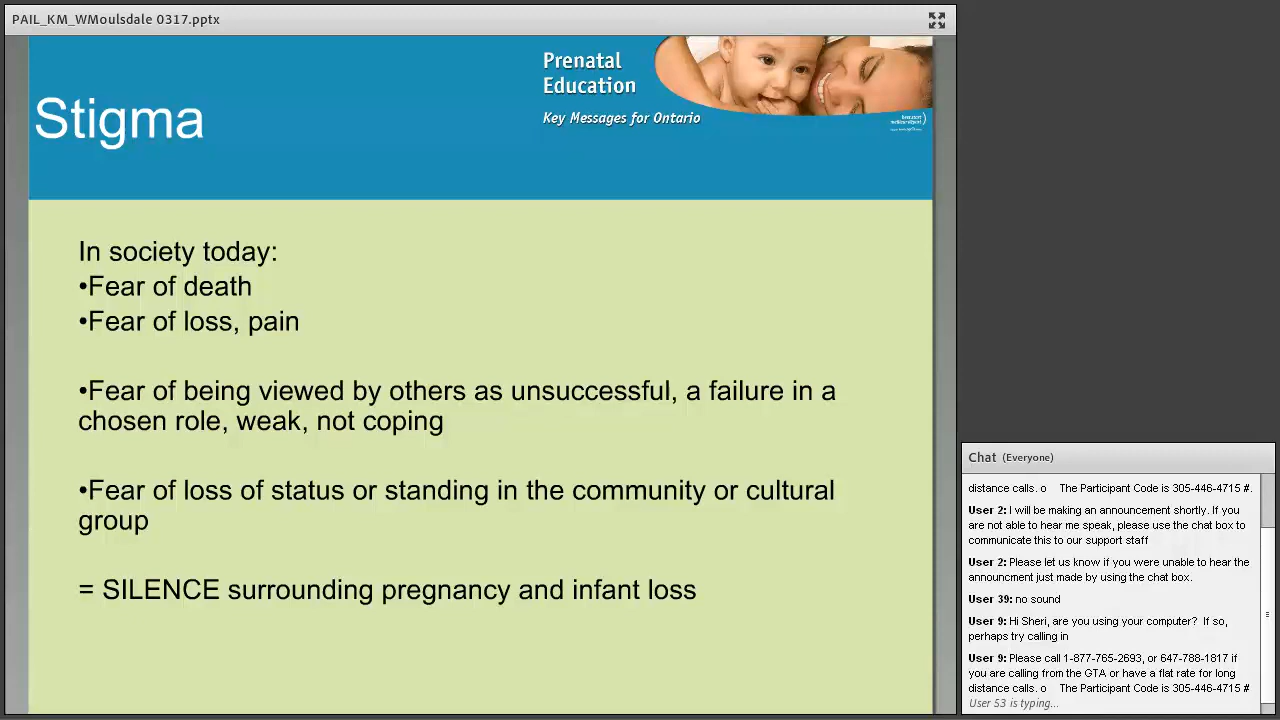 PAIL_KM_WMoulsdale 0317.pptx
Prenatal
Education
Key Messages for Ontario
Stigma
In society today:
•Fear of death
•Fear of loss, pain
•Fear of being viewed by others as unsuccessful, a failure in a
chosen role, weak, not coping
•Fear of loss of status or standing in the community or cultural
group
= SILENCE surrounding pregnancy and infant loss
Chat (Everyone)
distance calls. o The Participant Code is 305-446-4715 #.
User 2: I will be making an announcement shortly. If you
are not able to hear me speak, please use the chat box to
communicate this to our support staff
User 2: Please let us know if you were unable to hear the
announcment just made by using the chat box.
User 39: no sound
User 9: Hi Sheri, are you using your computer? If so,
perhaps try calling in
User 9: Please call 1-877-765-2693, or 647-788-1817 if
you are calling from the GTA or have a flat rate for long
distance calls. o The Participant Code is 305-446-4715 #
User 53 is typing...